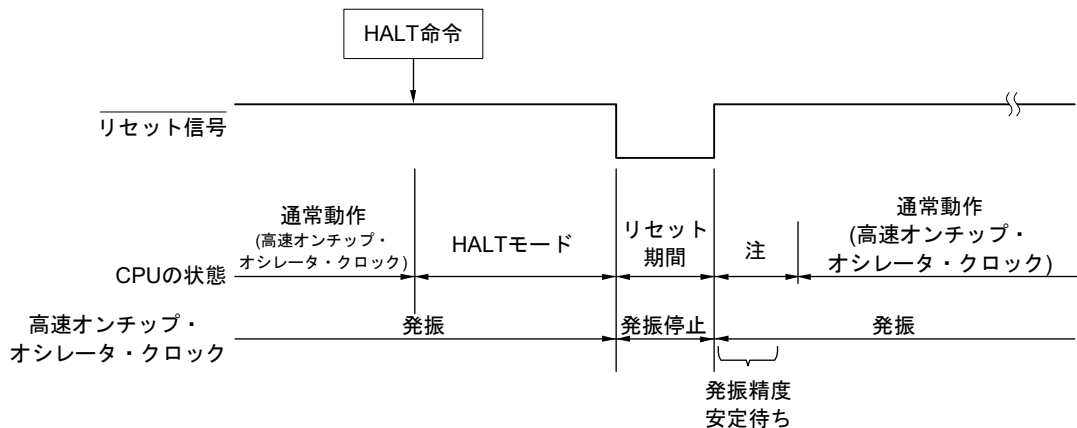 HALT命令
リセット信号
通常動作
(高速オンチップ・
オシレータ・クロック)
HALTモード
リセット
期間
注
通常動作
(高速オンチップ・
オシレータ・クロック)
CPUの状態
高速オンチップ・
オシレータ・クロック
発振
発振停止
発振
発振精度
安定待ち